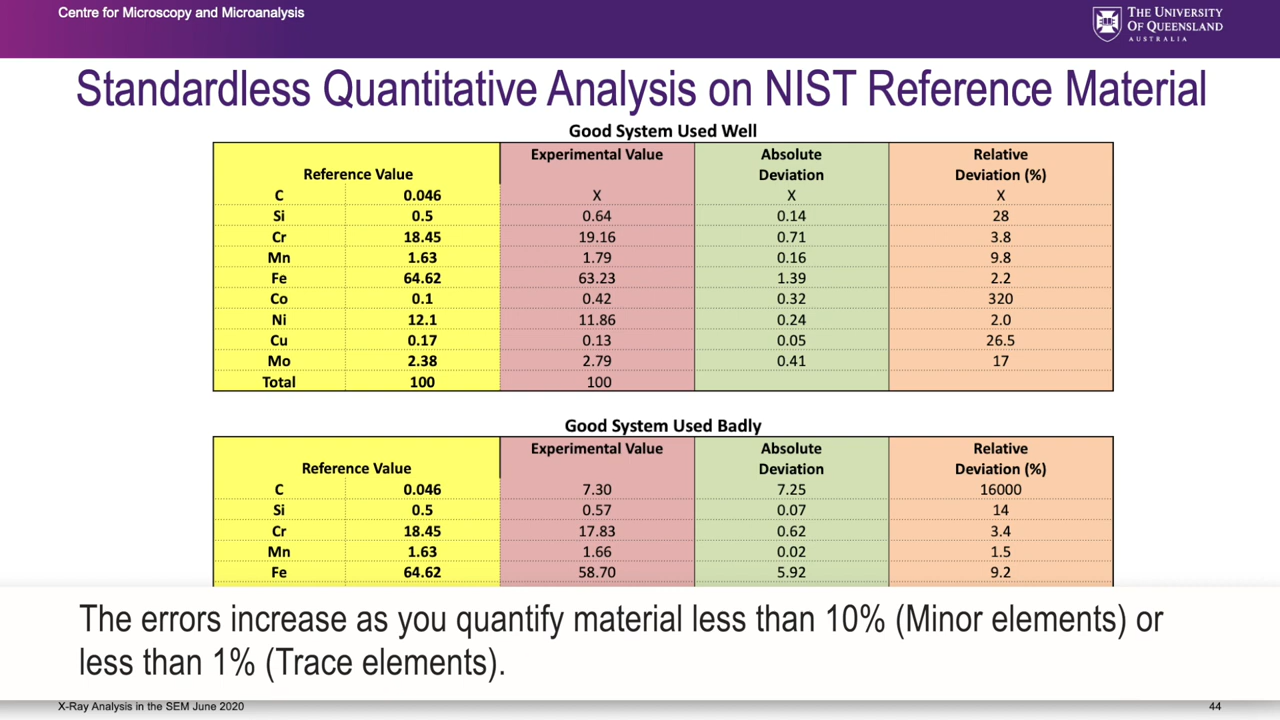 Centre for Microscopy and Microanalysis
THE UNIVERSITY
OF QUEENSLAND
AUSTRALIA
Standardless Quantitative Analysis on NIST Reference Material
Good System Used Well
Reference Value Experimental Value Absolute Deviation Relative Deviation (%)
C 0.046 X X X
Si 0.5 0.64 0.14 28
Cr 18.45 19.16 0.71 3.8
Mn 1.63 1.79 0.16 9.8
Fe 64.62 63.23 1.39 2.2
Co 0.1 0.42 0.32 320
Ni 12.1 11.86 0.24 2.0
Cu 0.17 0.13 0.05 26.5
Mo 2.38 2.79 0.41 17
Total 100 100
Good System Used Badly
Reference Value Experimental Value Absolute Deviation Relative Deviation (%)
C 0.046 7.30 7.25 16000
Si 0.5 0.57 0.07 14
Cr 18.45 17.83 0.62 3.4
Mn 1.63 1.66 0.02 1.5
Fe 64.62 58.70 5.92 9.2
The errors increase as you quantify material less than 10% (Minor elements) or
less than 1% (Trace elements).
X-Ray Analysis in the SEM June 2020
44